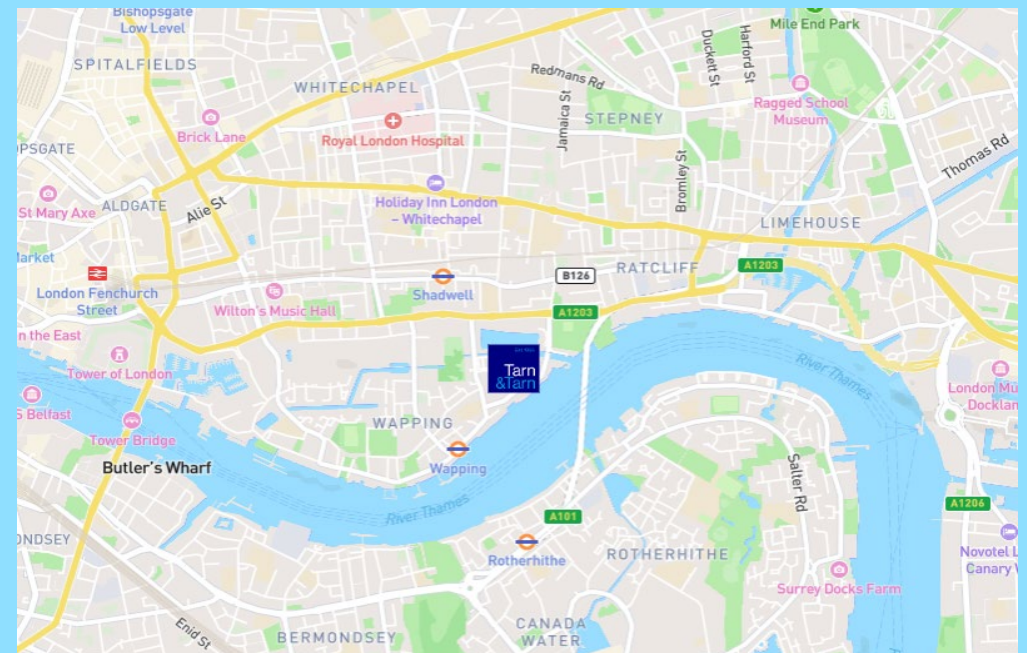 Bishopsgate
Low Level
Mile End Park
SPITALFIELDS
WHITECHAPEL
Redmans Rd
Duckett St
Harford St
Jamaica St
STEPNEY
Ragged School
Museum
Brick Lane
Royal London Hospital
OPSGATE
Thomas Rd
Bromley St
St Mary Axe
ALDGATE
Alie St
Holiday Inn London
– Whitechapel
LIMEHOUSE
Market
London Fenchurch
Street
Shadwell
B126
RATCLIFF
A1203
Wilton's Music Hall
A1203
n the East
Tower of London
Tarn
&Tarn
River Thames
London Mu
Docklan
S Belfast
Tower Bridge
WAPPING
Wapping
Butler's Wharf
Salter Rd
River Thames
A101
A1206
ONDSEY
Rotherhithe
ROTHERHITHE
Novotel L
Canary W
Surrey Docks Farm
Enid St
BERMONDSEY
CANADA
WATER